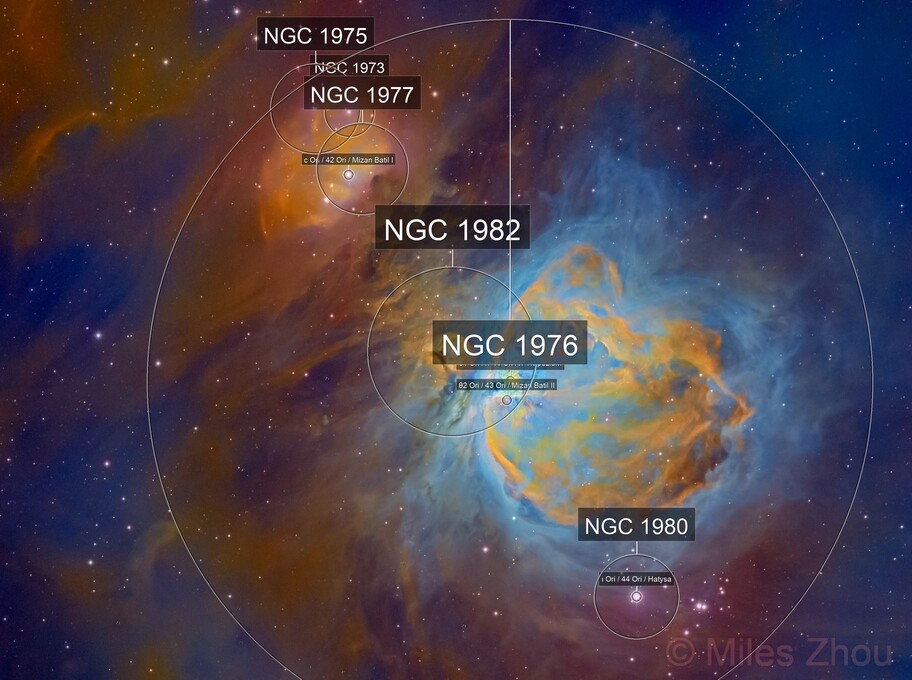 NGC 1975
NGC 1973
NGC 1977
c Ori / 42 Ori / Mizan Batil I
NGC 1982
NGC 1976
θ2 Ori / 43 Ori / Mizan Batil II
NGC 1980
ι Ori / 44 Ori / Hatysa
© Miles Zhou